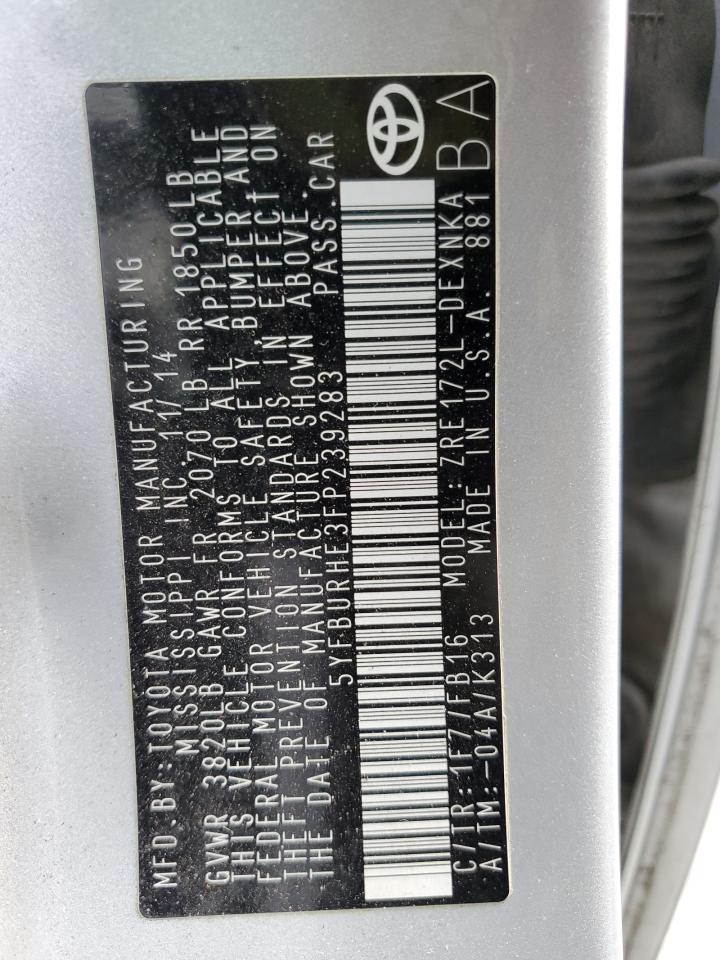 MFD.BY:TOYOTA MOTOR MANUFACTURING
MISSISSIPPI INC 11/14
GVWR 3820LB GAWR FR 2070 LB RR 1850 LB
THIS VEHICLE CONFORMS TO ALL APPLICABLE
FEDERAL MOTOR VEHICLE SAFETY, BUMPER AND
THEFT PREVENTION STANDARDS IN EFFECT ON
THE DATE OF MANUFACTURE SHOWN ABOVE.
5YFBURHE3FP239283 PASS.CAR
C/TR:1F7/FB16 MODEL:ZRE172L-DEXNKA
A/TM:-04A/K313 MADE IN U.S.A. 881
BA